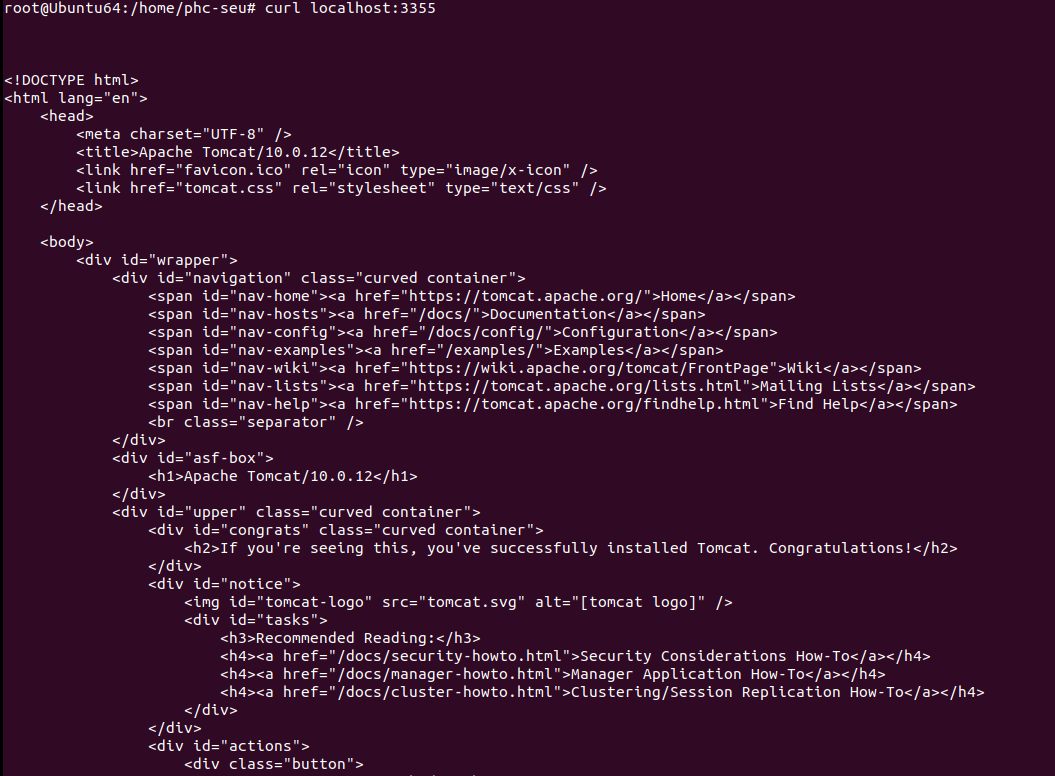 root@Ubuntu64:/home/phc-seu# curl localhost:3355
<!DOCTYPE html>
<html lang="en">
    <head>
        <meta charset="UTF-8" />
        <title>Apache Tomcat/10.0.12</title>
        <link href="favicon.ico" rel="icon" type="image/x-icon" />
        <link href="tomcat.css" rel="stylesheet" type="text/css" />
    </head>

    <body>
        <div id="wrapper">
            <div id="navigation" class="curved container">
                <span id="nav-home"><a href="https://tomcat.apache.org/">Home</a></span>
                <span id="nav-hosts"><a href="/docs/">Documentation</a></span>
                <span id="nav-config"><a href="/docs/config/">Configuration</a></span>
                <span id="nav-examples"><a href="/examples/">Examples</a></span>
                <span id="nav-wiki"><a href="https://wiki.apache.org/tomcat/FrontPage">Wiki</a></span>
                <span id="nav-lists"><a href="https://tomcat.apache.org/lists.html">Mailing Lists</a></span>
                <span id="nav-help"><a href="https://tomcat.apache.org/findhelp.html">Find Help</a></span>
                <br class="separator" />
            </div>
            <div id="asf-box">
                <h1>Apache Tomcat/10.0.12</h1>
            </div>
            <div id="upper" class="curved container">
                <div id="congrats" class="curved container">
                    <h2>If you're seeing this, you've successfully installed Tomcat. Congratulations!</h2>
                </div>
                <div id="notice">
                    <img id="tomcat-logo" src="tomcat.svg" alt="[tomcat logo]" />
                    <div id="tasks">
                        <h3>Recommended Reading:</h3>
                        <h4><a href="/docs/security-howto.html">Security Considerations How-To</a></h4>
                        <h4><a href="/docs/manager-howto.html">Manager Application How-To</a></h4>
                        <h4><a href="/docs/cluster-howto.html">Clustering/Session Replication How-To</a></h4>
                    </div>
                </div>
                <div id="actions">
                    <div class="button">